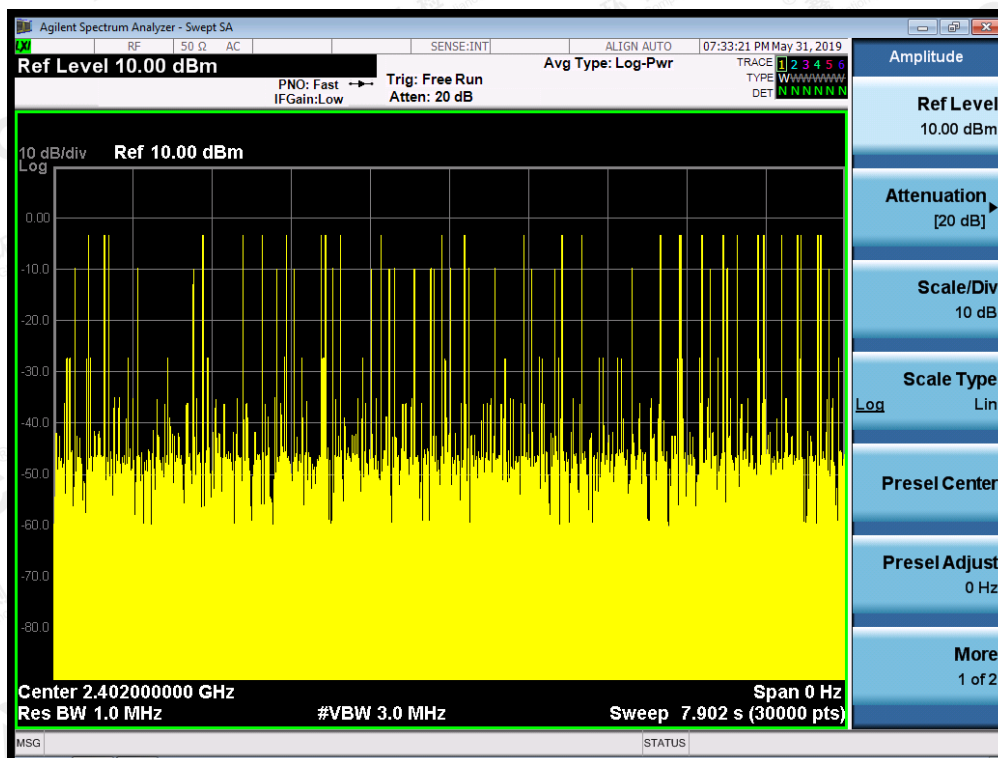 Agilent Spectrum Analyzer - Swept SA
LXI RF 50 Ω AC SENSE:INT ALIGN AUTO 07:33:21 PM May 31, 2019
Ref Level 10.00 dBm
PNO: Fast
IFGain:Low
Trig: Free Run
Atten: 20 dB
Avg Type: Log-Pwr
TRACE 1 2 3 4 5 6
TYPE WWWWWW
DET N N N N N N
10 dB/div Ref 10.00 dBm
Log
0.00
-10.0
-20.0
-30.0
-40.0
-50.0
-60.0
-70.0
-80.0
Center 2.402000000 GHz Span 0 Hz
Res BW 1.0 MHz #VBW 3.0 MHz Sweep 7.902 s (30000 pts)
MSG STATUS
Amplitude
Ref Level
10.00 dBm
Attenuation
[20 dB]
Scale/Div
10 dB
Scale Type
Log Lin
Presel Center
Presel Adjust
0 Hz
More
1 of 2